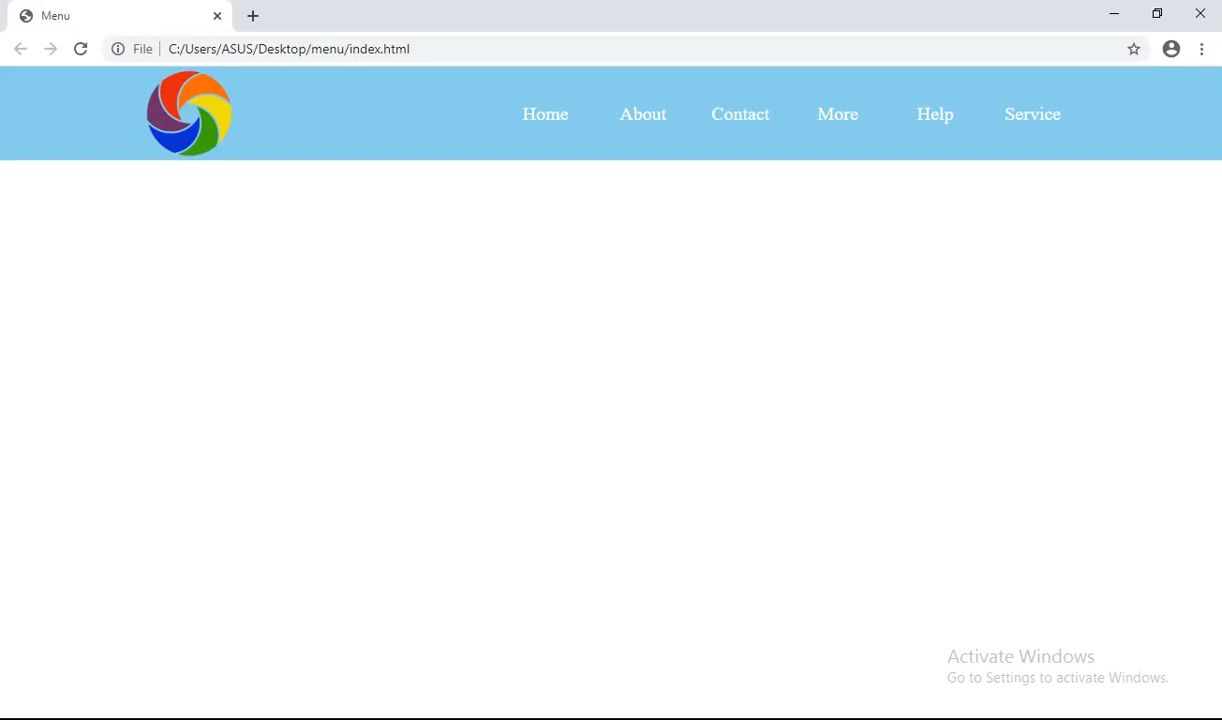 Menu
File C:/Users/ASUS/Desktop/menu/index.html
Home About Contact More Help Service
Activate Windows
Go to Settings to activate Windows.